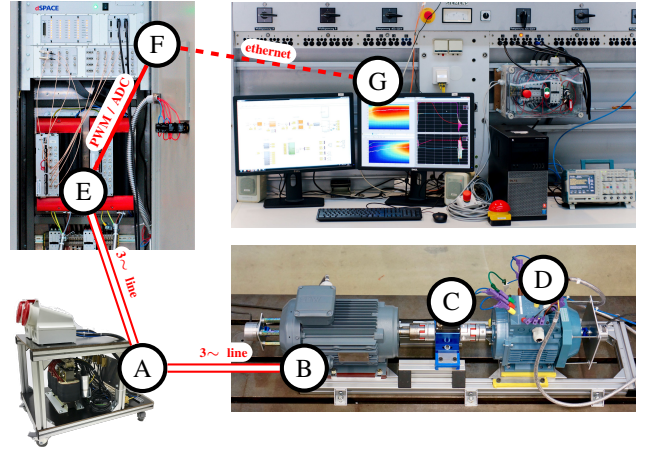 dSPACE
F
ethernet
G
PWM / ADC
E
3～ line
C
D
A
3～ line
B